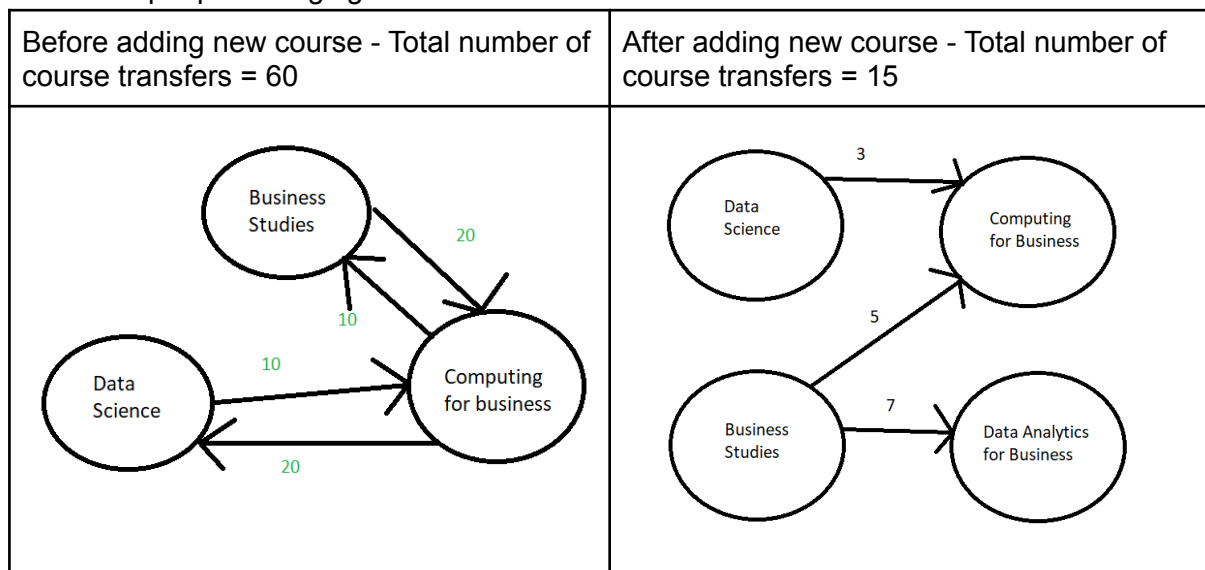 Before adding new course - Total number of
course transfers = 60
After adding new course - Total number of
course transfers = 15
Business
Studies
20
10
10
Data
Science
Computing
for business
20
3
Data
Science
Computing
for Business
5
7
Business
Studies
Data Analytics
for Business